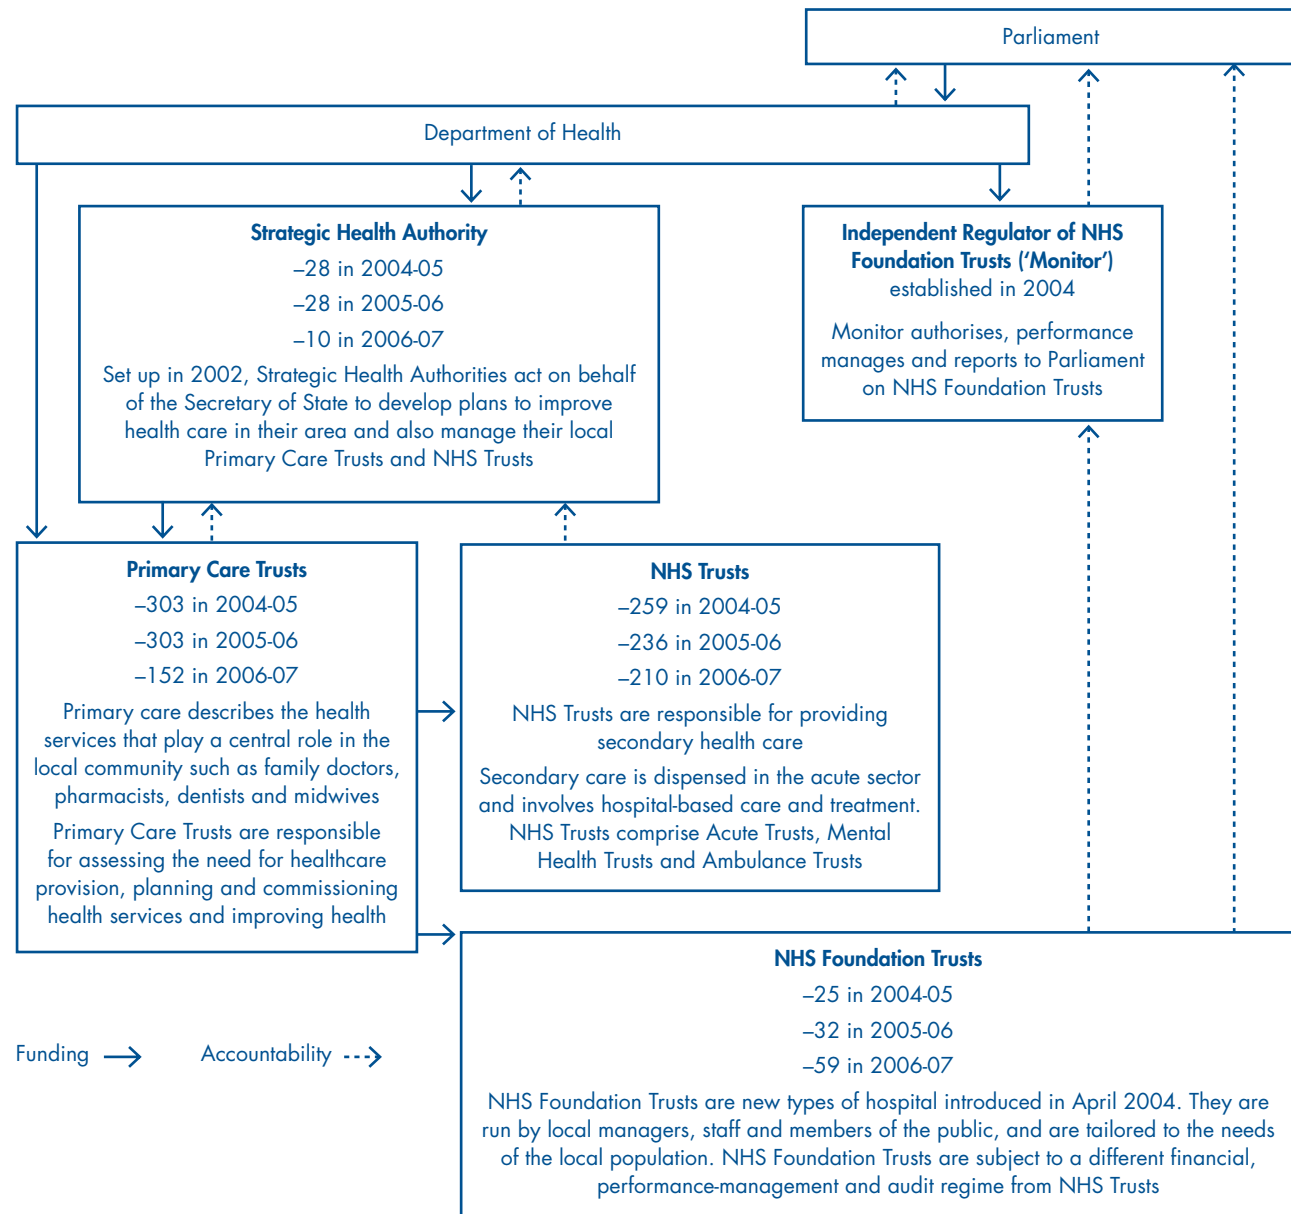 Parliament
Department of Health
Strategic Health Authority
–28 in 2004-05
–28 in 2005-06
–10 in 2006-07
Set up in 2002, Strategic Health Authorities act on behalf
of the Secretary of State to develop plans to improve
health care in their area and also manage their local
Primary Care Trusts and NHS Trusts
Independent Regulator of NHS
Foundation Trusts (‘Monitor’)
established in 2004
Monitor authorises, performance
manages and reports to Parliament
on NHS Foundation Trusts
Primary Care Trusts
–303 in 2004-05
–303 in 2005-06
–152 in 2006-07
Primary care describes the health
services that play a central role in the
local community such as family doctors,
pharmacists, dentists and midwives
Primary Care Trusts are responsible
for assessing the need for healthcare
provision, planning and commissioning
health services and improving health
NHS Trusts
–259 in 2004-05
–236 in 2005-06
–210 in 2006-07
NHS Trusts are responsible for providing
secondary health care
Secondary care is dispensed in the acute sector
and involves hospital-based care and treatment.
NHS Trusts comprise Acute Trusts, Mental
Health Trusts and Ambulance Trusts
NHS Foundation Trusts
–25 in 2004-05
–32 in 2005-06
–59 in 2006-07
NHS Foundation Trusts are new types of hospital introduced in April 2004. They are
run by local managers, staff and members of the public, and are tailored to the needs
of the local population. NHS Foundation Trusts are subject to a different financial,
performance-management and audit regime from NHS Trusts
Funding
Accountability